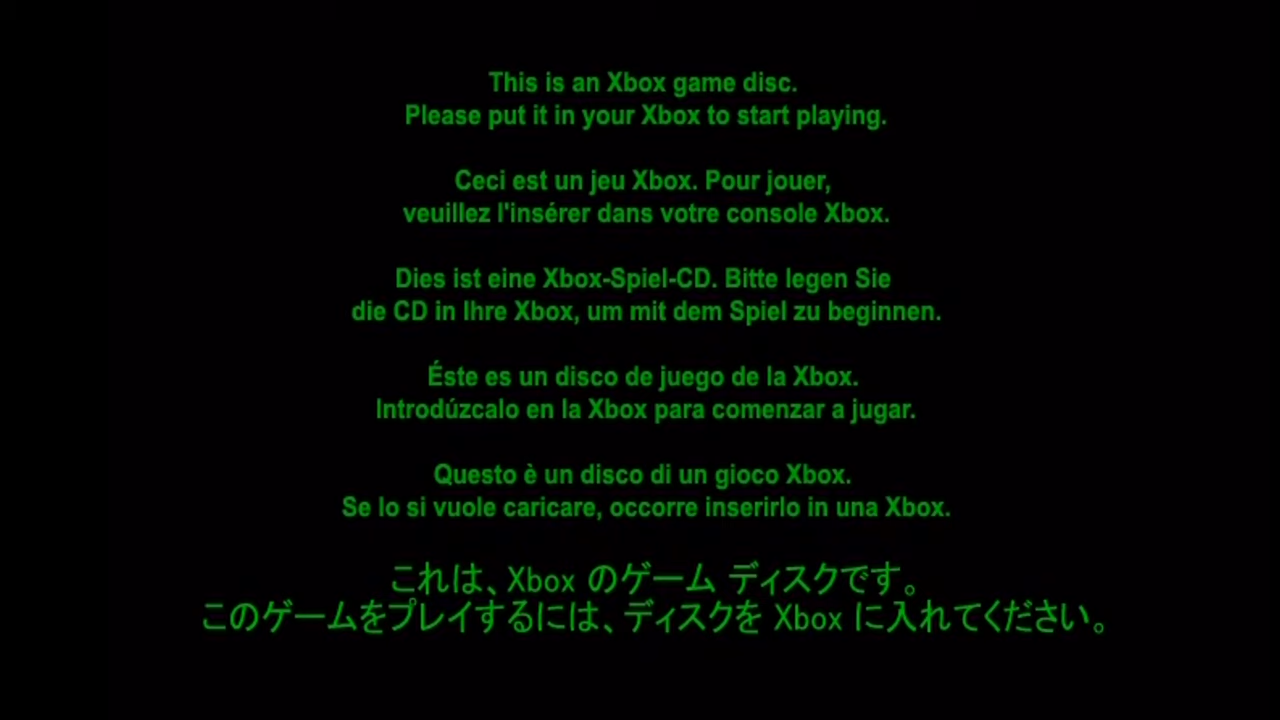 This is an Xbox game disc.
Please put it in your Xbox to start playing.
Ceci est un jeu Xbox. Pour jouer,
veuillez l'insérer dans votre console Xbox.
Dies ist eine Xbox-Spiel-CD. Bitte legen Sie
die CD in Ihre Xbox, um mit dem Spiel zu beginnen.
Éste es un disco de juego de la Xbox.
Introdúzcalo en la Xbox para comenzar a jugar.
Questo è un disco di un gioco Xbox.
Se lo si vuole caricare, occorre inserirlo in una Xbox.
これは、Xbox のゲーム ディスクです。
このゲームをプレイするには、ディスクを Xbox に入れてください。